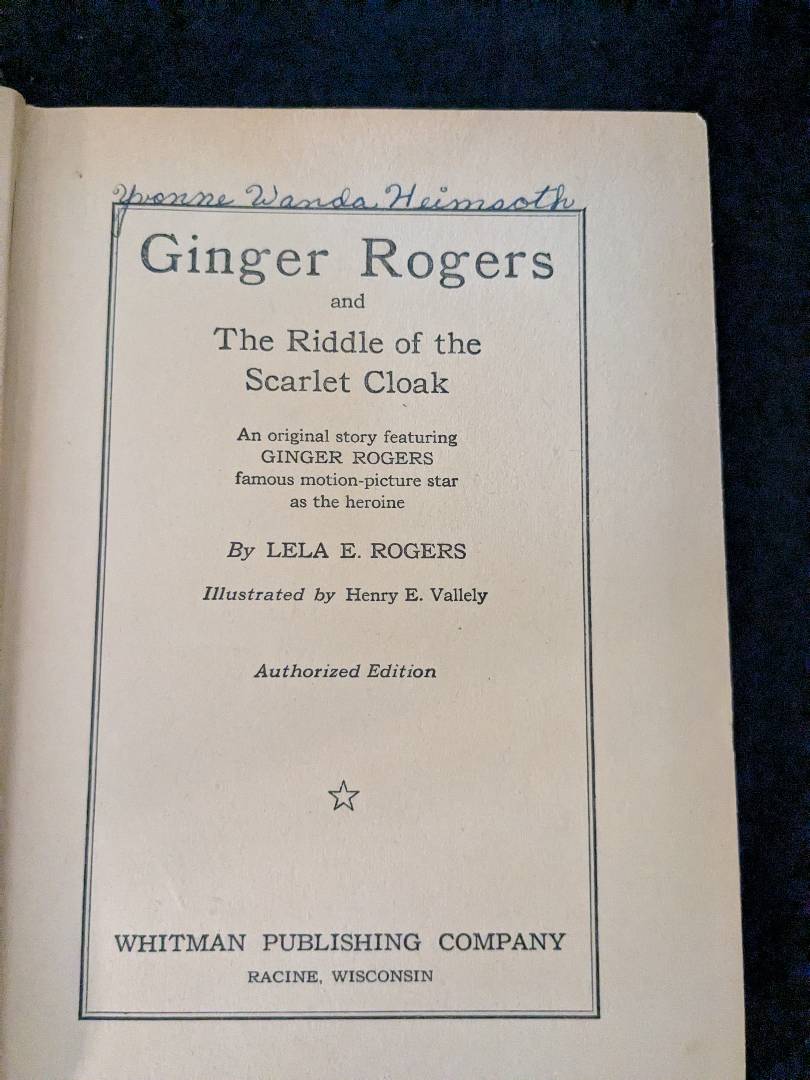 Yvonne Wanda Heimsoth
Ginger Rogers
and
The Riddle of the
Scarlet Cloak
An original story featuring
GINGER ROGERS
famous motion-picture star
as the heroine
By LELA E. ROGERS
Illustrated by Henry E. Vallely
Authorized Edition
WHITMAN PUBLISHING COMPANY
RACINE, WISCONSIN